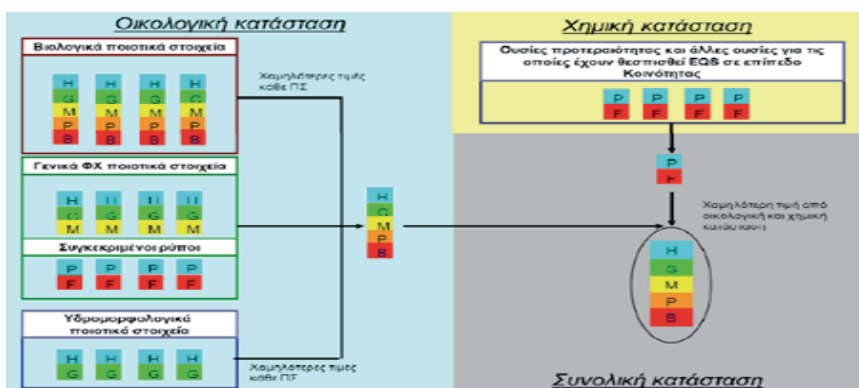 Οικολογική κατάσταση
Βιολογικά ποιοτικά στοιχεία
H H H H
G G G G
M M M M
P P P P
B B B B
Χαμηλότερες τιμές
κάθε ΠΣ
Γενικά ΦΧ ποιοτικά στοιχεία
H H H H
G G G G
M M M M
Συγκεκριμένοι ρύποι
P P P P
F F F F
Υδρομορφολογικά
ποιοτικά στοιχεία
H H H H
G G G G
Χαμηλότερες τιμές
κάθε ΠΣ
H
G
M
P
B
Χημική κατάσταση
Ουσίες προτεραιότητας και άλλες ουσίες για τις
οποίες έχουν θεσπισθεί EQS σε επίπεδο
Κοινότητας
P P P P
F F F F
P
F
Χαμηλότερη τιμή από
οικολογική και χημική
κατάσταση
H
G
M
P
B
Συνολική κατάσταση